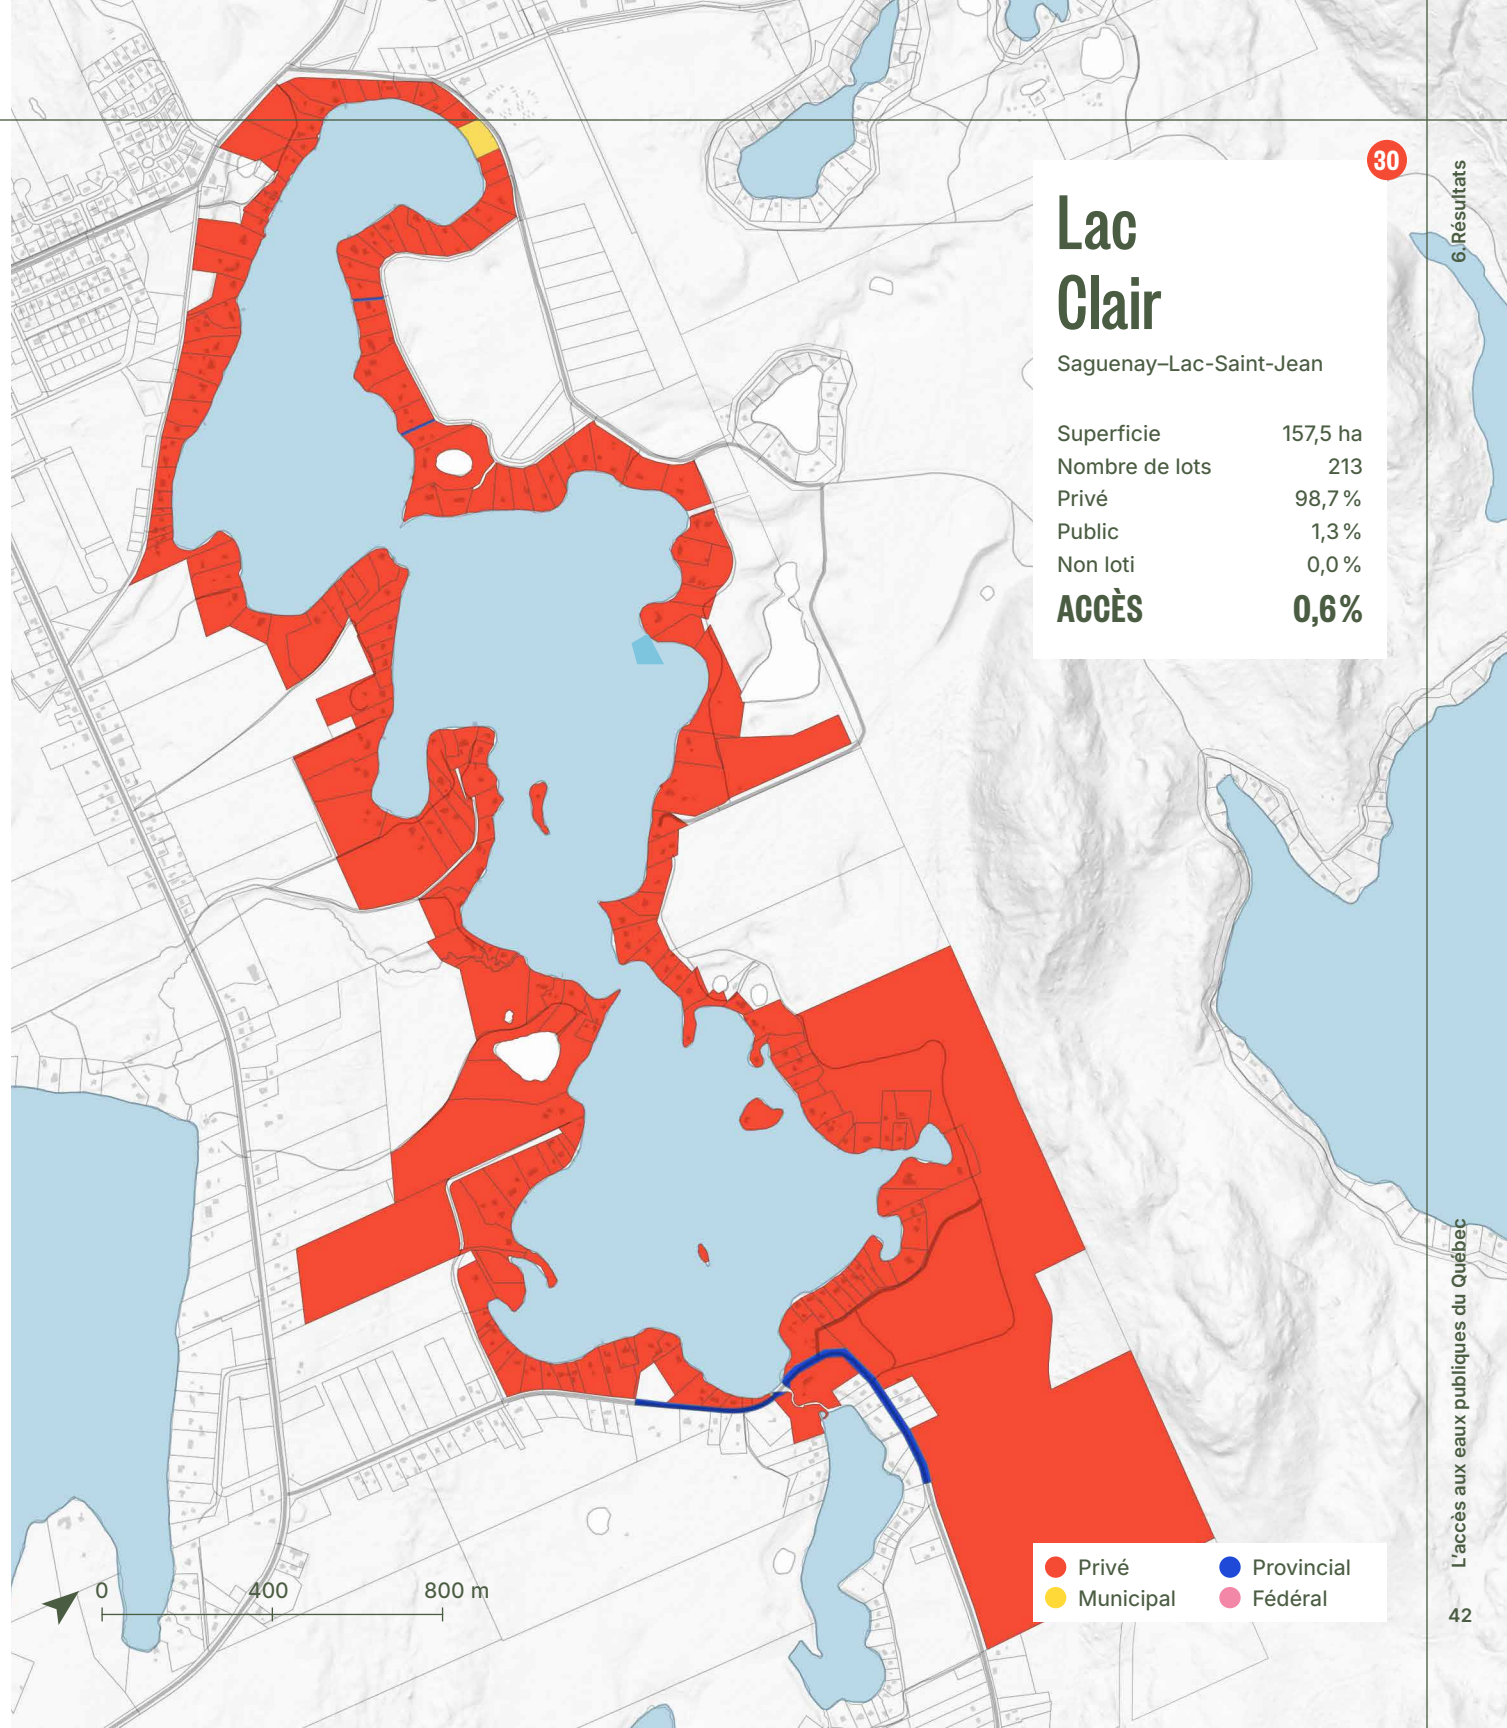 30
Lac
Clair
Saguenay–Lac-Saint-Jean
Superficie 157,5 ha
Nombre de lots 213
Privé 98,7 %
Public 1,3 %
Non loti 0,0 %
ACCÈS 0,6 %
6. Résultats
L'accès aux eaux publiques du Québec
42
Privé
Provincial
Municipal
Fédéral
0 400 800 m